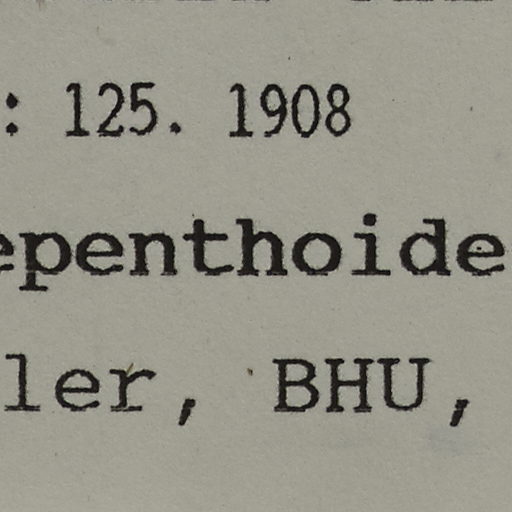 : 125. 1908
epenthoide
ler, BHU,